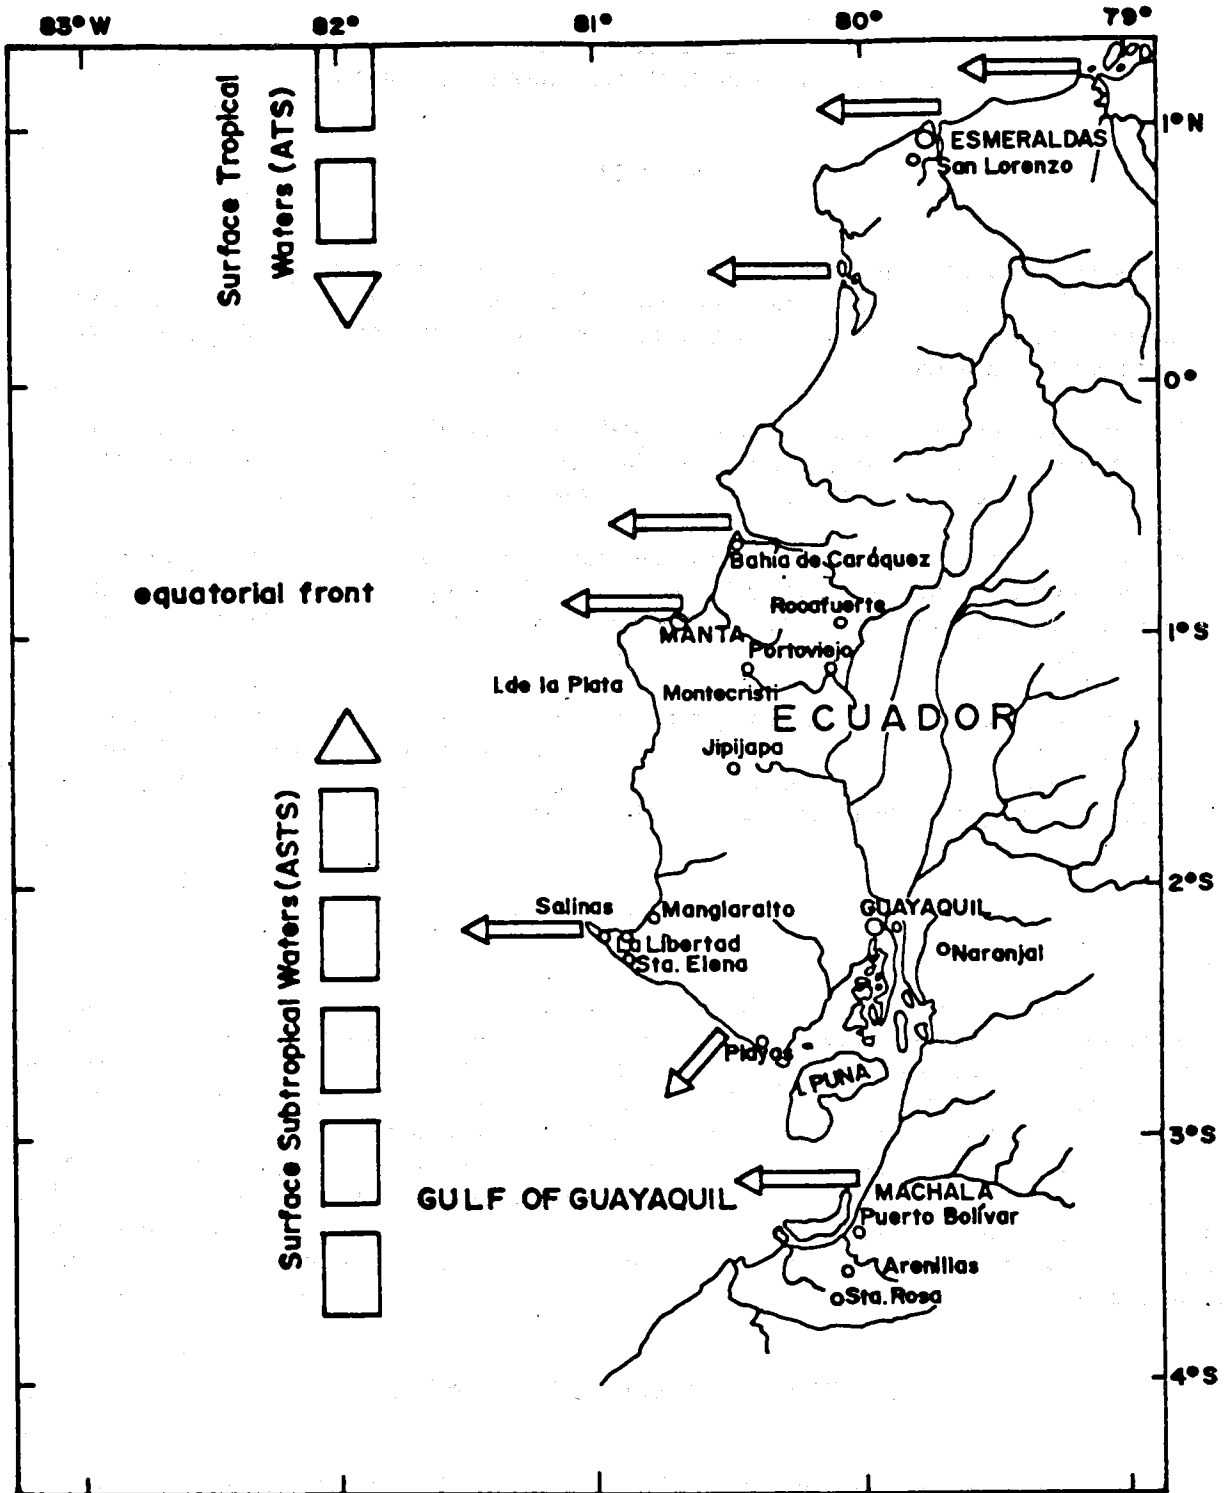 83°W 82° 81° 80° 79°
Surface Tropical
Waters (ATS)
1°N
ESMERALDAS
San Lorenzo
0°
Bahía de Caráquez
equatorial front
Rocafuerte
MANTA
1°S
Portoviejo
I.de la Plata
Montecristi
ECUADOR
Jipijapa
Surface Subtropical Waters (ASTS)
2°S
Salinas
Manglaralto
GUAYAQUIL
La Libertad
Naranjal
Sta. Elena
Playas
I. PUNA
3°S
GULF OF GUAYAQUIL
MACHALA
Puerto Bolívar
Arenillas
Sta. Rosa
4°S